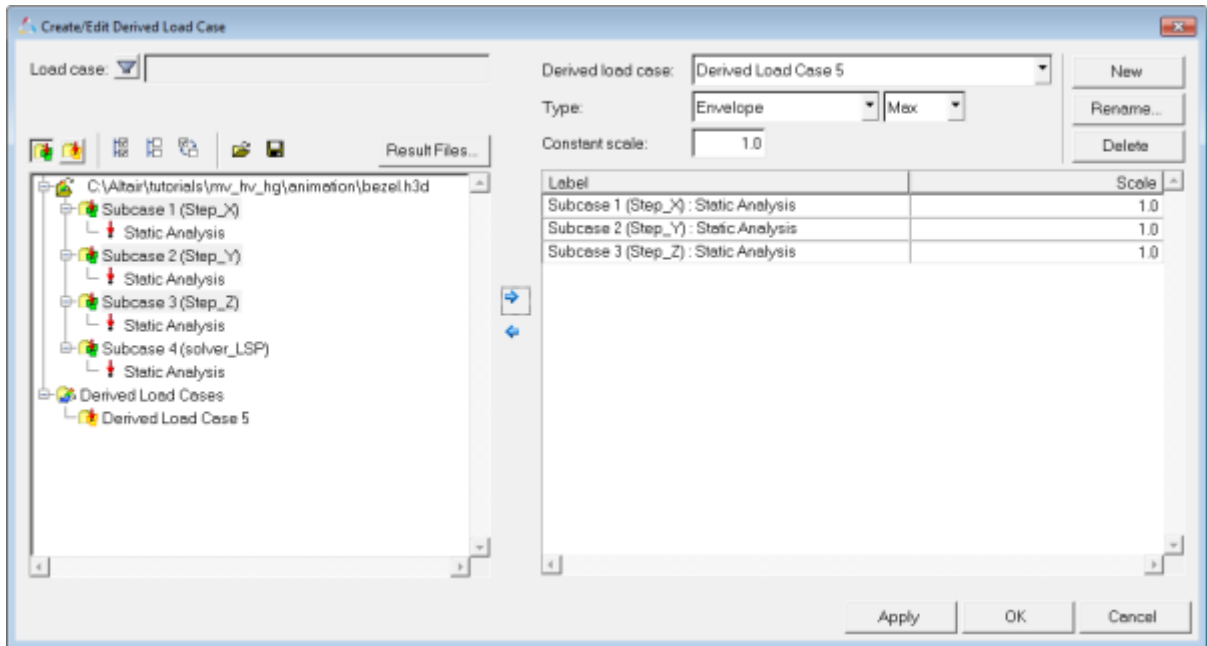 Create/Edit Derived Load Case
Load case:
Derived load case: Derived Load Case 5 New
Type: Envelope Max Rename...
Constant scale: 1.0 Delete
Result Files...
C:\Altair\tutorials\mv_hv_hg\animation\bezel.h3d
Subcase 1 (Step_X)
Static Analysis
Subcase 2 (Step_Y)
Static Analysis
Subcase 3 (Step_Z)
Static Analysis
Subcase 4 (solver_LSP)
Static Analysis
Derived Load Cases
Derived Load Case 5
Label Scale
Subcase 1 (Step_X) : Static Analysis 1.0
Subcase 2 (Step_Y) : Static Analysis 1.0
Subcase 3 (Step_Z) : Static Analysis 1.0
Apply OK Cancel